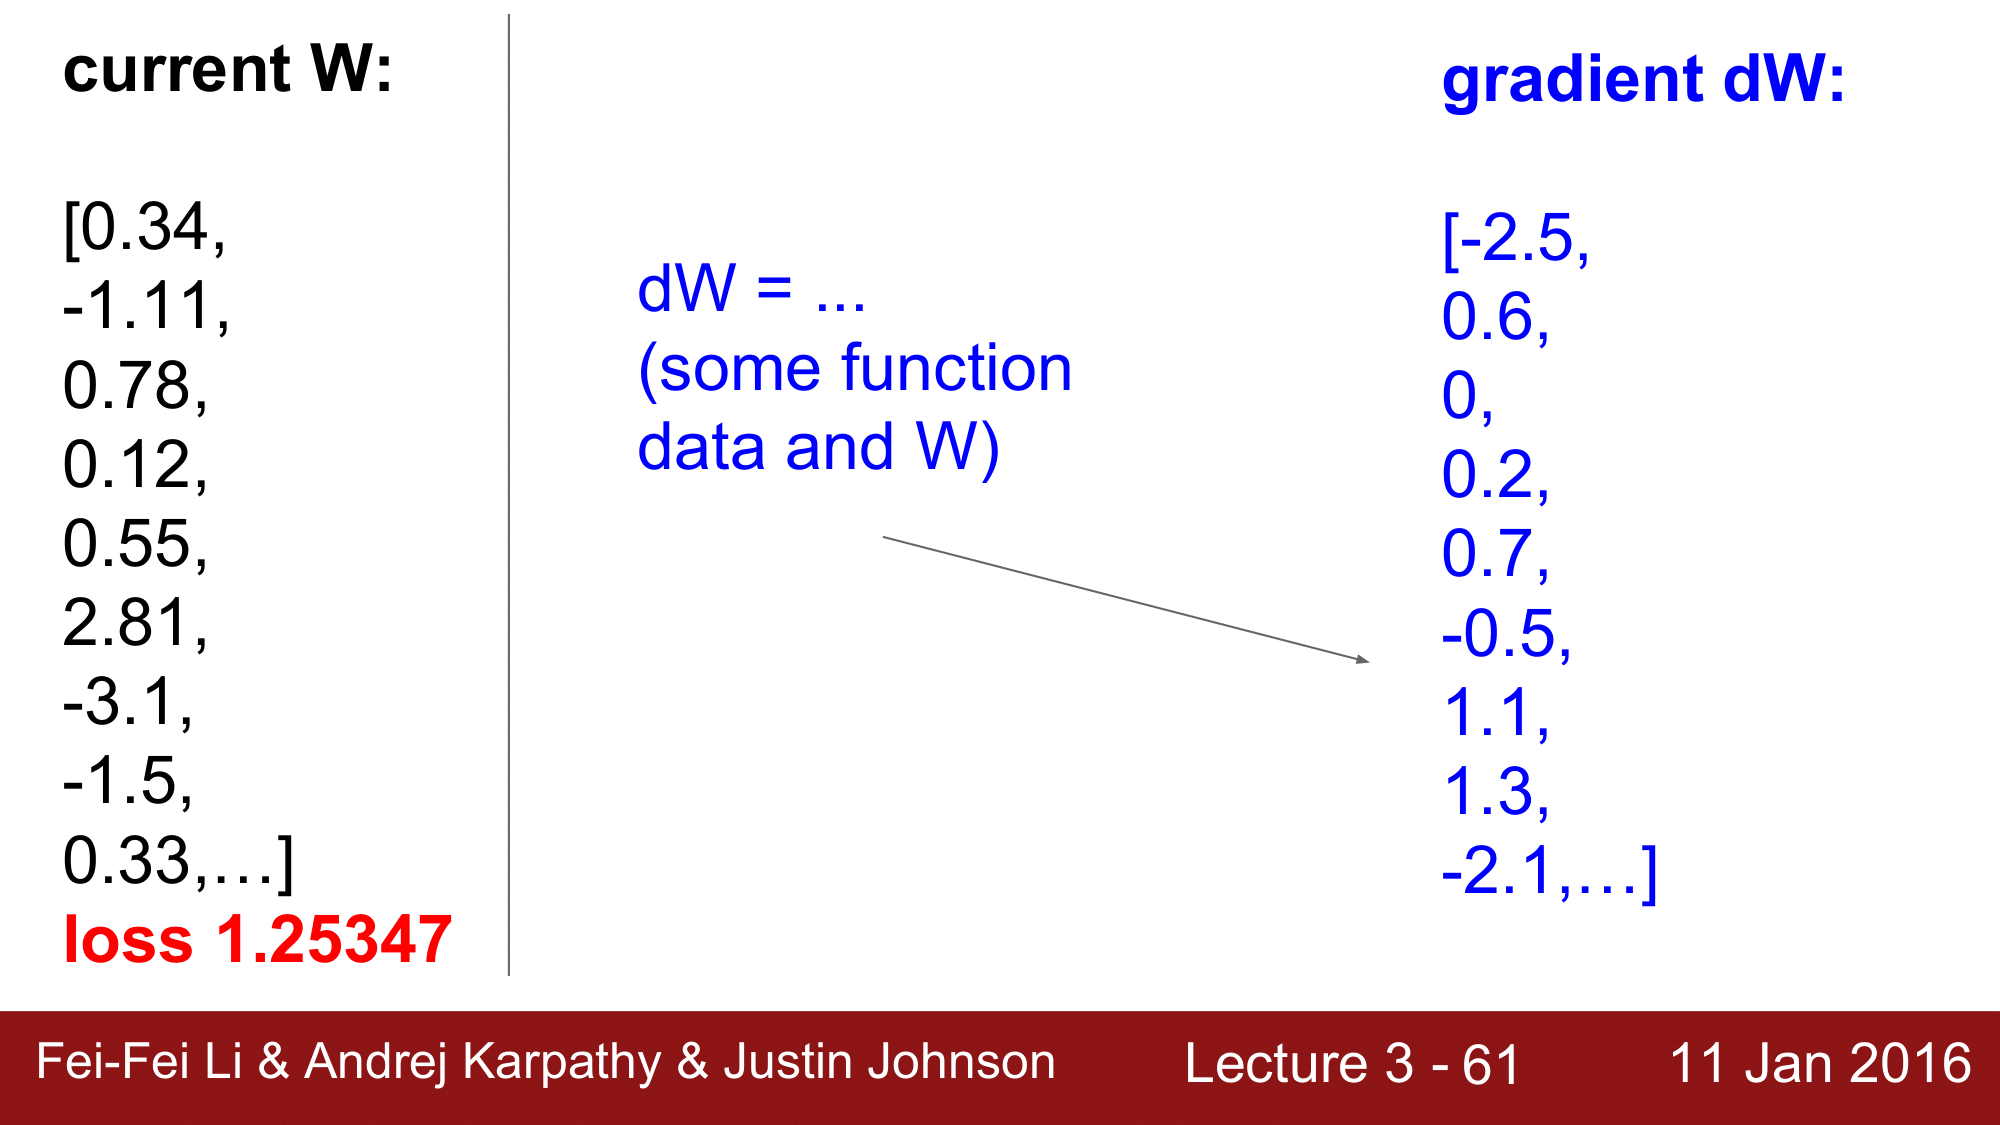 current W:
[0.34,
-1.11,
0.78,
0.12,
0.55,
2.81,
-3.1,
-1.5,
0.33,…]
loss 1.25347
dW = ...
(some function
data and W)
gradient dW:
[-2.5,
0.6,
0,
0.2,
0.7,
-0.5,
1.1,
1.3,
-2.1,…]
Fei-Fei Li & Andrej Karpathy & Justin Johnson
Lecture 3 - 61
11 Jan 2016